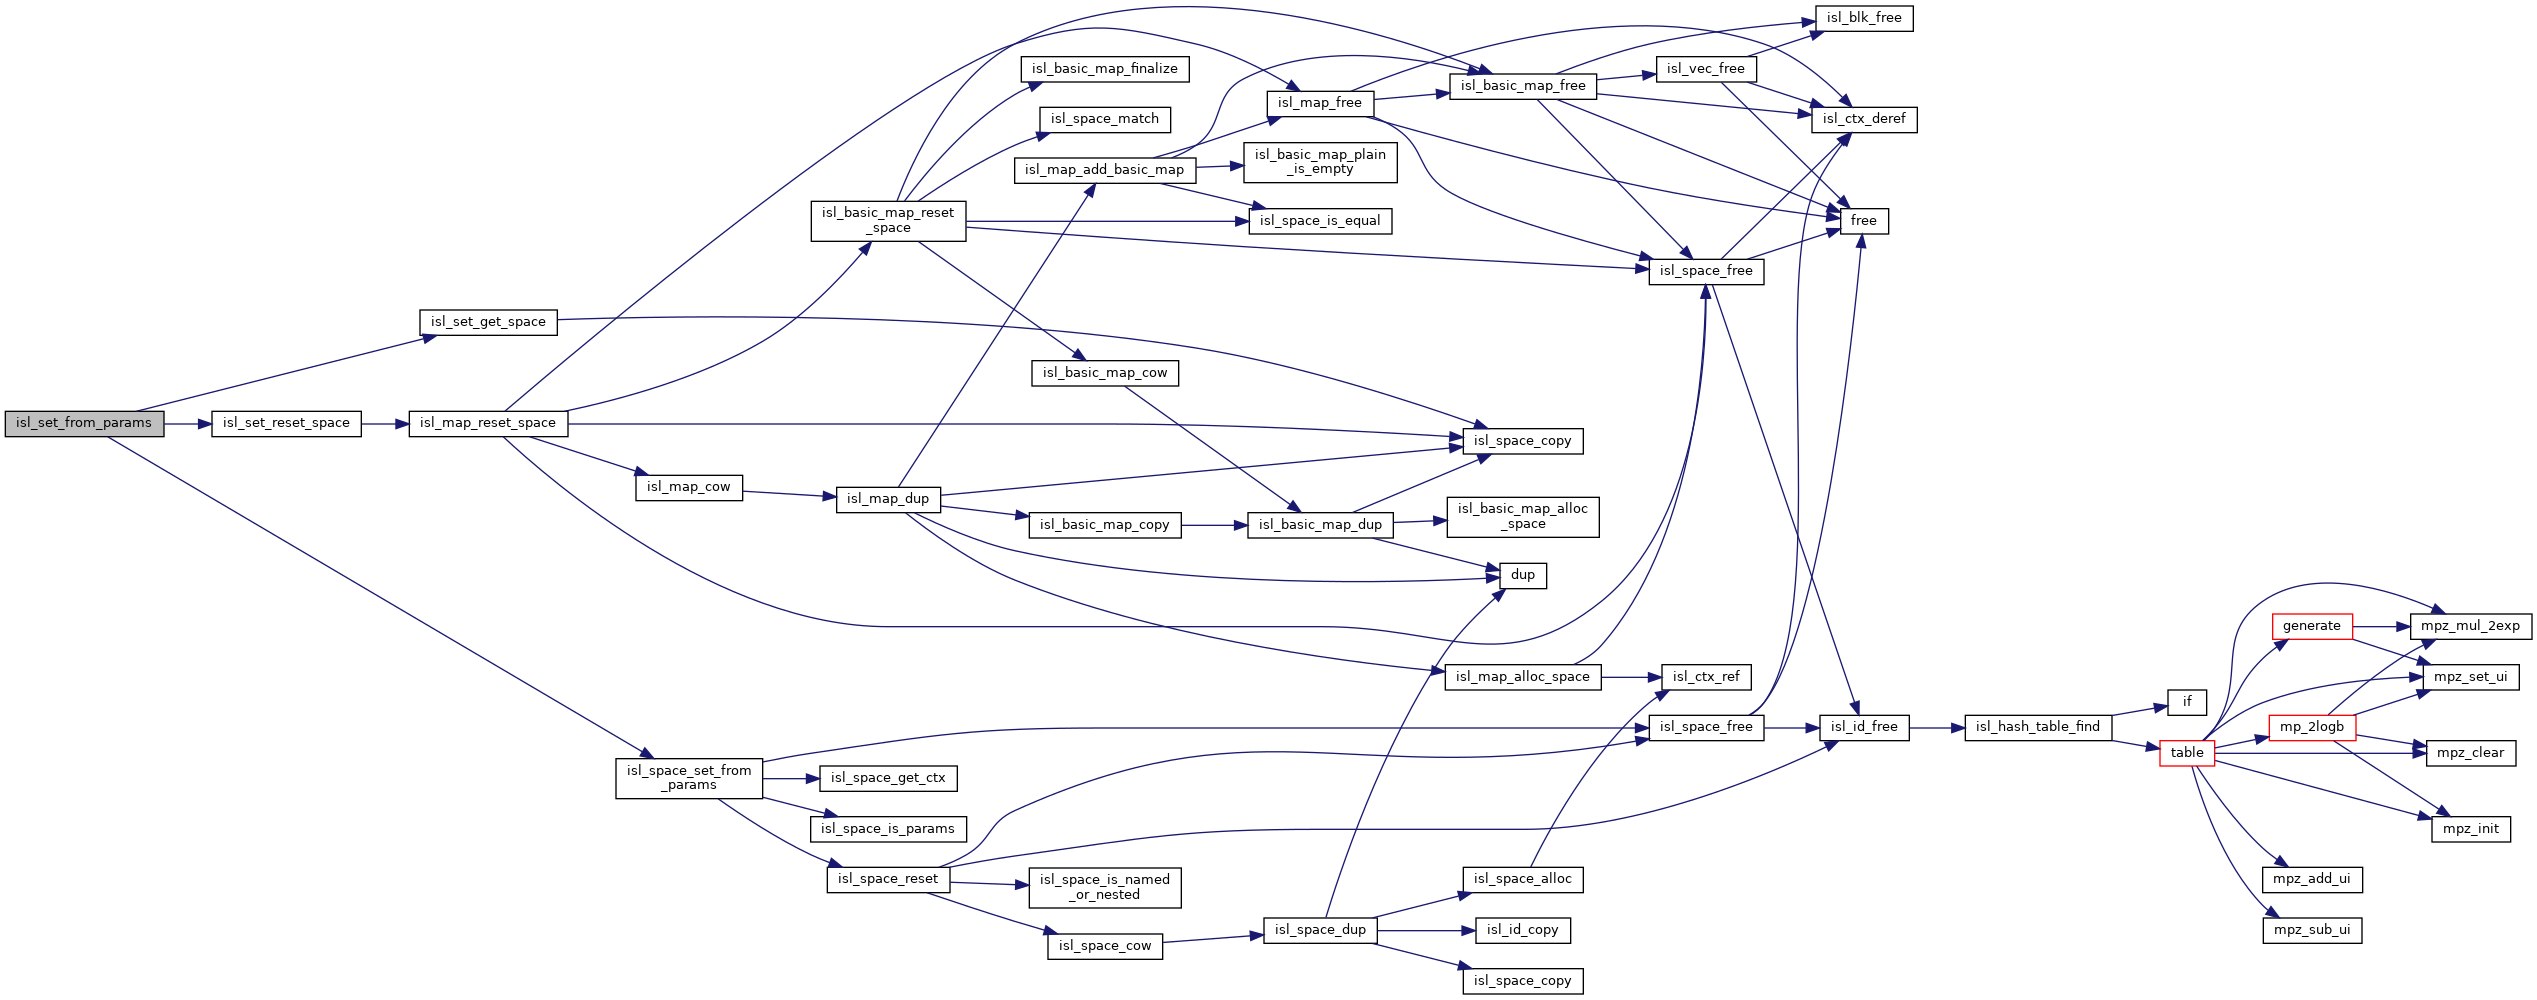 isl_set_from_params
isl_set_get_space
isl_set_reset_space
isl_map_reset_space
isl_space_set_from
_params
isl_map_cow
isl_basic_map_reset
_space
isl_map_dup
isl_space_get_ctx
isl_space_is_params
isl_space_reset
isl_basic_map_finalize
isl_space_match
isl_map_add_basic_map
isl_basic_map_cow
isl_basic_map_copy
isl_space_is_named
_or_nested
isl_space_cow
isl_map_free
isl_basic_map_plain
_is_empty
isl_space_is_equal
isl_basic_map_dup
isl_space_dup
isl_basic_map_free
isl_space_copy
isl_basic_map_alloc
_space
dup
isl_map_alloc_space
isl_space_alloc
isl_id_copy
isl_space_copy
isl_vec_free
isl_space_free
isl_ctx_ref
isl_space_free
isl_blk_free
isl_ctx_deref
free
isl_id_free
isl_hash_table_find
if
table
generate
mp_2logb
mpz_add_ui
mpz_sub_ui
mpz_mul_2exp
mpz_set_ui
mpz_clear
mpz_init